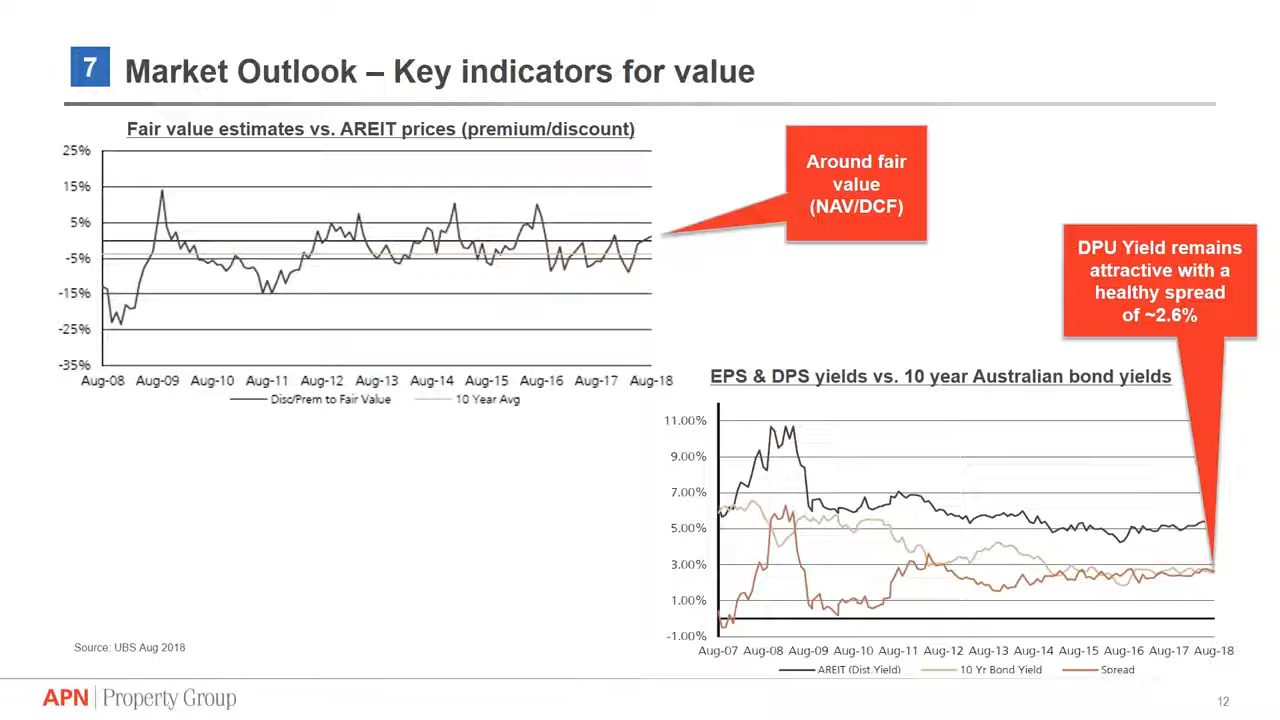 7
Market Outlook – Key indicators for value
Fair value estimates vs. AREIT prices (premium/discount)
25%
15%
5%
-5%
-15%
-25%
-35%
Aug-08 Aug-09 Aug-10 Aug-11 Aug-12 Aug-13 Aug-14 Aug-15 Aug-16 Aug-17 Aug-18
Disc/Prem to Fair Value 10 Year Avg
Around fair
value
(NAV/DCF)
DPU Yield remains
attractive with a
healthy spread
of ~2.6%
EPS & DPS yields vs. 10 year Australian bond yields
11.00%
9.00%
7.00%
5.00%
3.00%
1.00%
-1.00%
Aug-07 Aug-08 Aug-09 Aug-10 Aug-11 Aug-12 Aug-13 Aug-14 Aug-15 Aug-16 Aug-17 Aug-18
AREIT (Dist Yield) 10 Yr Bond Yield Spread
Source: UBS Aug 2018
APN Property Group
12